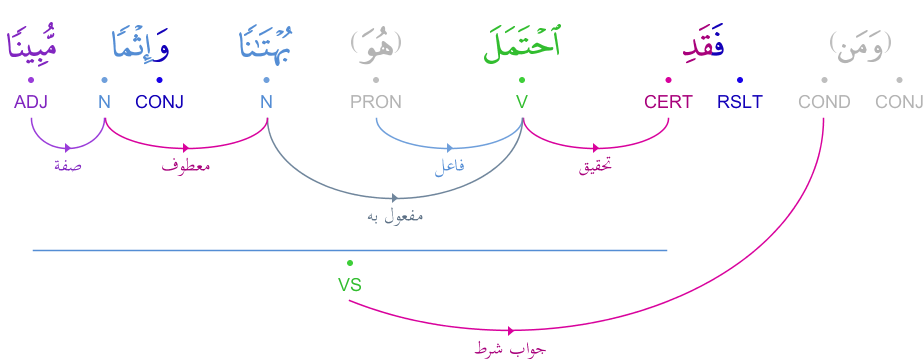 (وَمَن) فَقَدِ ٱحْتَمَلَ (هُوَ) بُهْتَـٰنًا وَإِثْمًا مُّبِينًا
CONJ COND RSLT CERT V PRON N CONJ N ADJ
تحقيق فاعل معطوف صفة
مفعول به
VS
جواب شرط